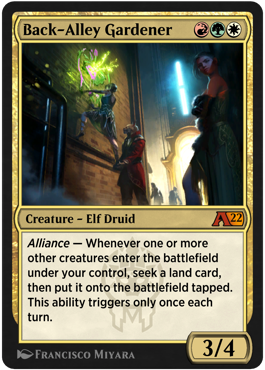 Back-Alley Gardener
Creature – Elf Druid
A22
Alliance — Whenever one or more
other creatures enter the battlefield
under your control, seek a land card,
then put it onto the battlefield tapped.
This ability triggers only once each
turn.
Francisco Miyara
3/4